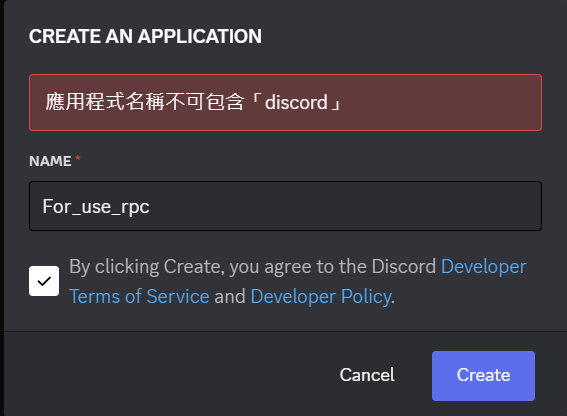 CREATE AN APPLICATION
應用程式名稱不可包含「discord」
NAME *
For_use_rpc
By clicking Create, you agree to the Discord Developer
Terms of Service and Developer Policy.
Cancel
Create